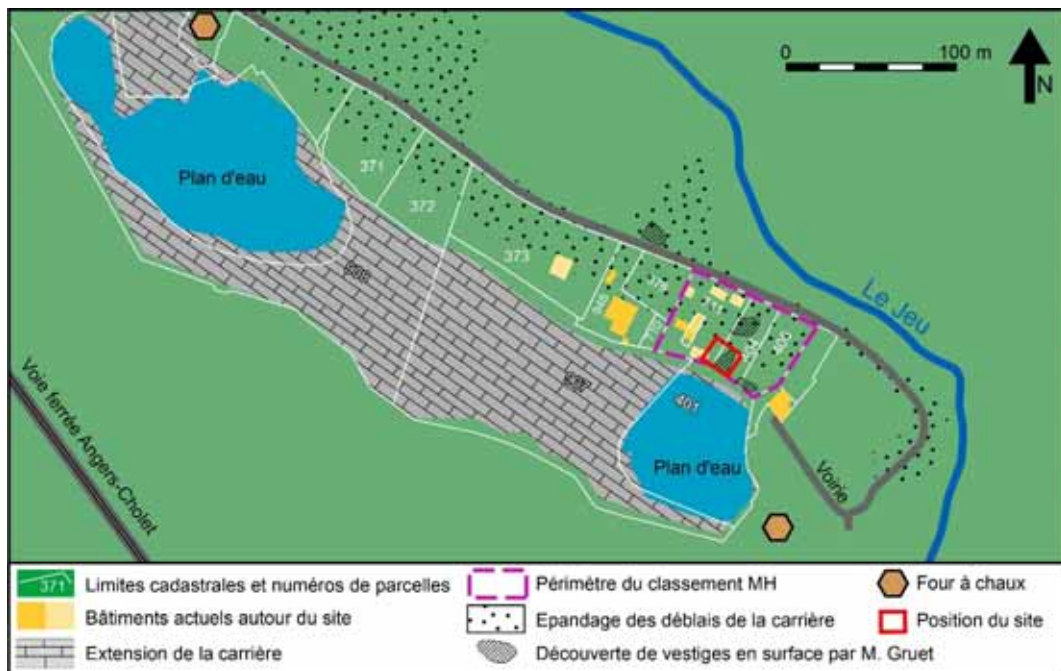 0 100 m
N
Plan d'eau
371
372
373
Le Jeu
401
Plan d'eau
Voirie
Voie ferrée Angers-Cholet
371 Limites cadastrales et numéros de parcelles
Bâtiments actuels autour du site
Extension de la carrière
Périmètre du classement MH
Epandage des déblais de la carrière
Découverte de vestiges en surface par M. Gruet
Four à chaux
Position du site